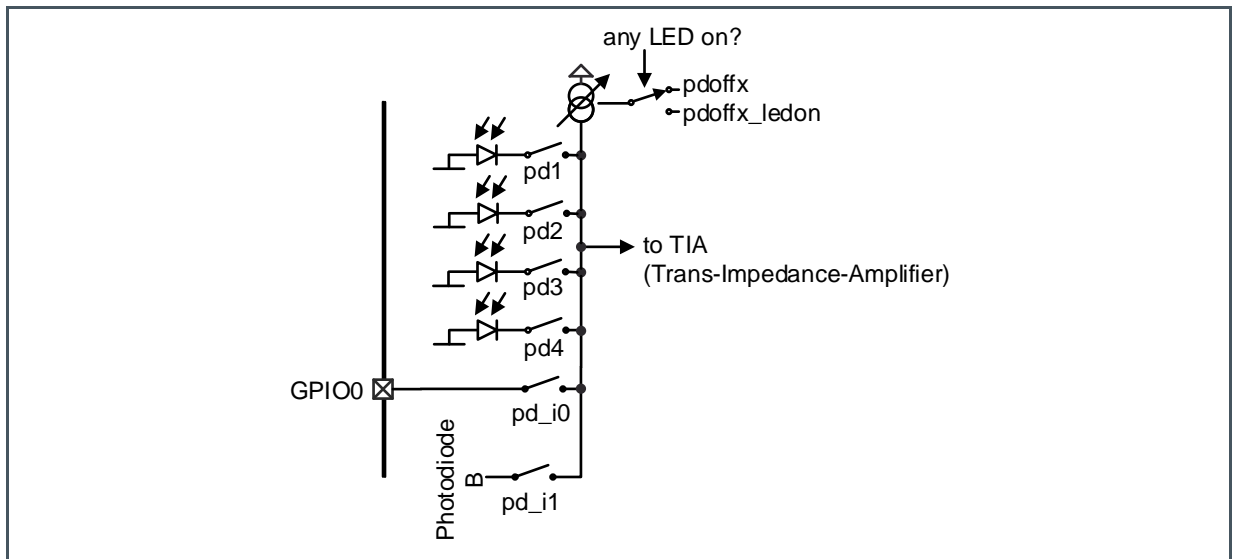 any LED on?
pdoffx
pdoffx_ledon
pd1
pd2
to TIA
(Trans-Impedance-Amplifier)
pd3
pd4
GPIO0
pd_i0
Photodiode
B
pd_i1